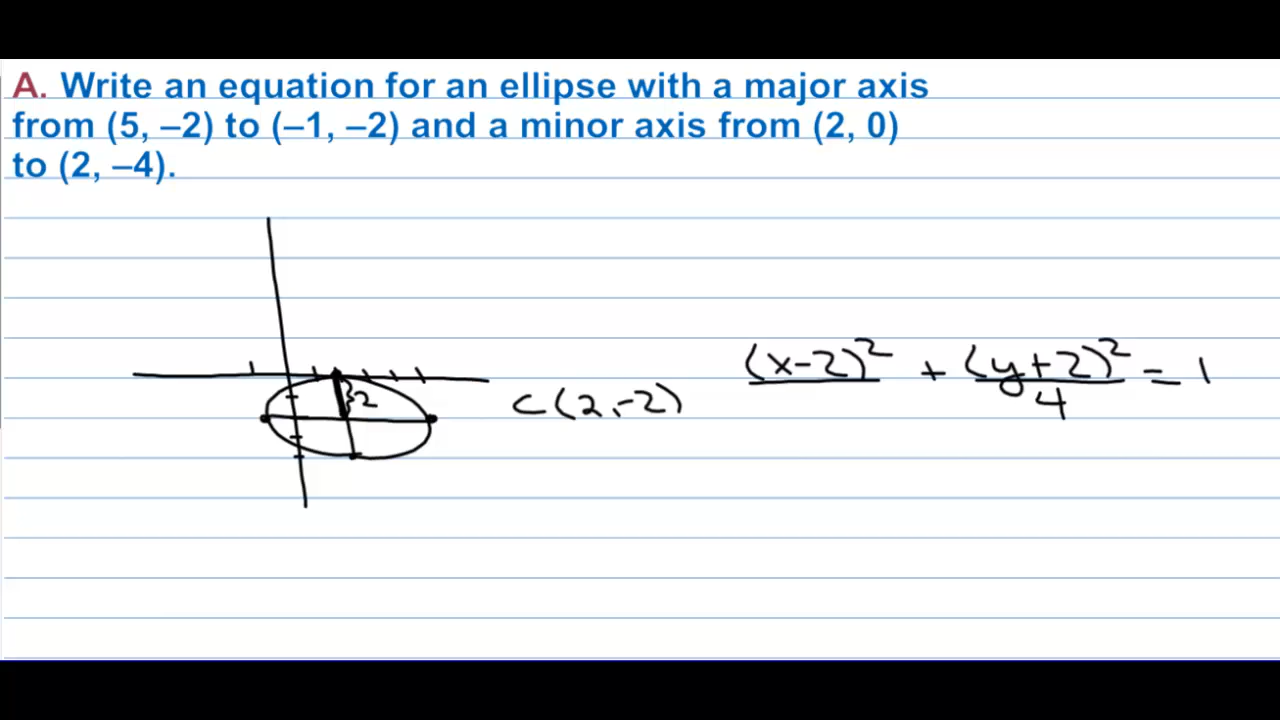 A. Write an equation for an ellipse with a major axis
from (5, –2) to (–1, –2) and a minor axis from (2, 0)
to (2, –4).
(x-2)² + (y+2)² = 1
2
C(2,-2)
4